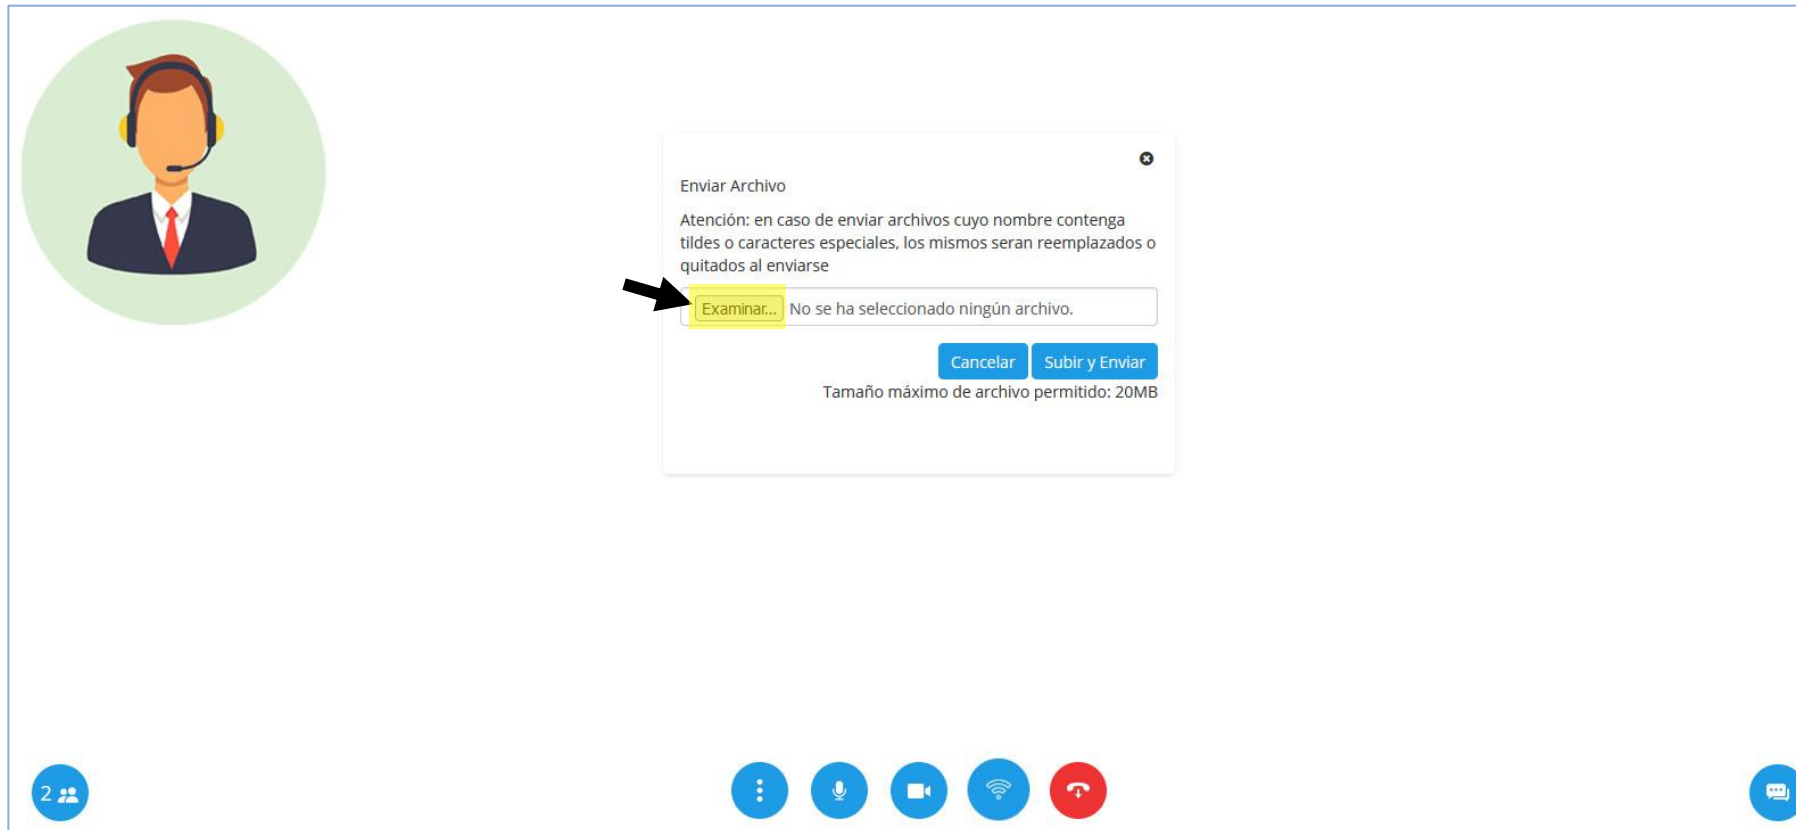 Enviar Archivo
Atención: en caso de enviar archivos cuyo nombre contenga
tildes o caracteres especiales, los mismos seran reemplazados o
quitados al enviarse
Examinar... No se ha seleccionado ningún archivo.
Cancelar Subir y Enviar
Tamaño máximo de archivo permitido: 20MB
2